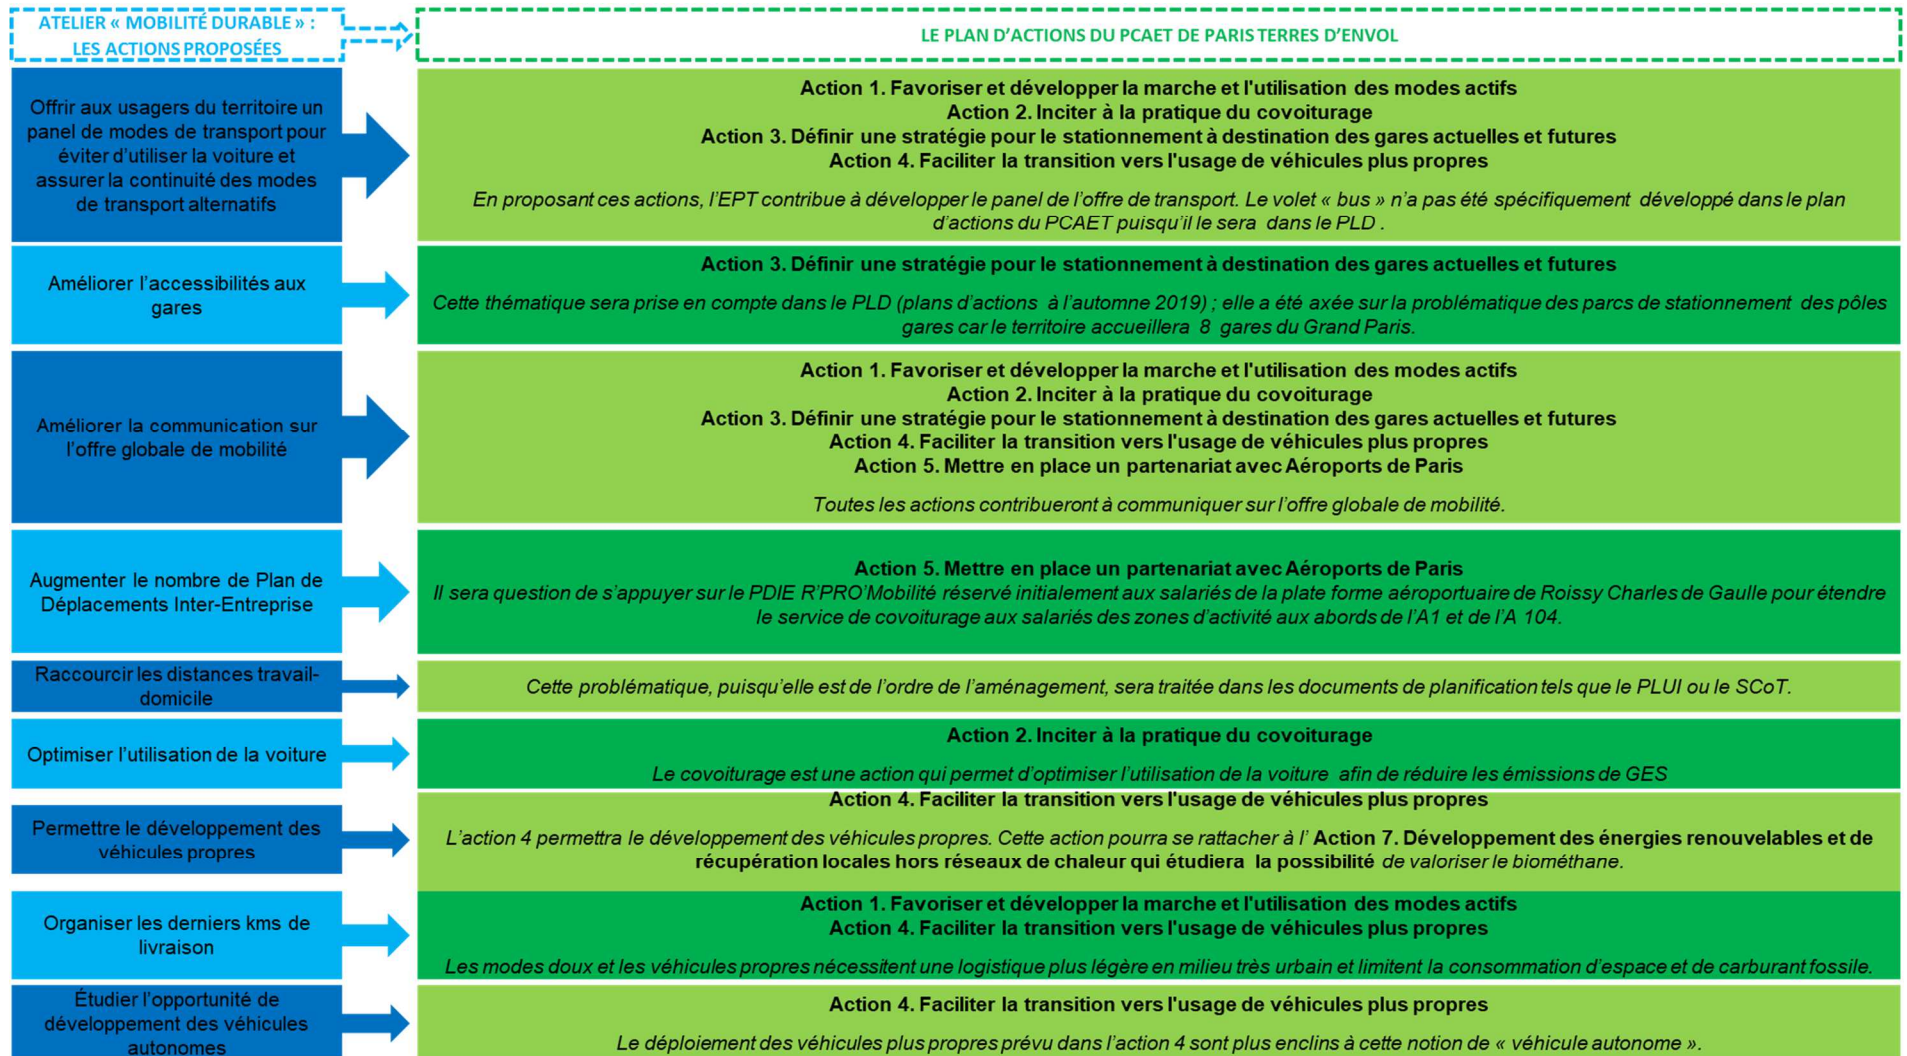 ATELIER « MOBILITÉ DURABLE » :
LES ACTIONS PROPOSÉES
LE PLAN D'ACTIONS DU PCAET DE PARIS TERRES D'ENVOL
Offrir aux usagers du territoire un
panel de modes de transport pour
éviter d'utiliser la voiture et
assurer la continuité des modes
de transport alternatifs
Action 1. Favoriser et développer la marche et l'utilisation des modes actifs
Action 2. Inciter à la pratique du covoiturage
Action 3. Définir une stratégie pour le stationnement à destination des gares actuelles et futures
Action 4. Faciliter la transition vers l'usage de véhicules plus propres
En proposant ces actions, l'EPT contribue à développer le panel de l'offre de transport. Le volet « bus » n'a pas été spécifiquement développé dans le plan
d'actions du PCAET puisqu'il le sera dans le PLD .
Améliorer l'accessibilités aux
gares
Action 3. Définir une stratégie pour le stationnement à destination des gares actuelles et futures
Cette thématique sera prise en compte dans le PLD (plans d'actions à l'automne 2019) ; elle a été axée sur la problématique des parcs de stationnement des pôles
gares car le territoire accueillera 8 gares du Grand Paris.
Améliorer la communication sur
l'offre globale de mobilité
Action 1. Favoriser et développer la marche et l'utilisation des modes actifs
Action 2. Inciter à la pratique du covoiturage
Action 3. Définir une stratégie pour le stationnement à destination des gares actuelles et futures
Action 4. Faciliter la transition vers l'usage de véhicules plus propres
Action 5. Mettre en place un partenariat avec Aéroports de Paris
Toutes les actions contribueront à communiquer sur l'offre globale de mobilité.
Augmenter le nombre de Plan de
Déplacements Inter-Entreprise
Action 5. Mettre en place un partenariat avec Aéroports de Paris
Il sera question de s'appuyer sur le PDIE R'PRO'Mobilité réservé initialement aux salariés de la plate forme aéroportuaire de Roissy Charles de Gaulle pour étendre
le service de covoiturage aux salariés des zones d'activité aux abords de l'A1 et de l'A 104.
Raccourcir les distances travail-
domicile
Cette problématique, puisqu'elle est de l'ordre de l'aménagement, sera traitée dans les documents de planification tels que le PLUI ou le SCoT.
Optimiser l'utilisation de la voiture
Action 2. Inciter à la pratique du covoiturage
Le covoiturage est une action qui permet d'optimiser l'utilisation de la voiture afin de réduire les émissions de GES
Permettre le développement des
véhicules propres
Action 4. Faciliter la transition vers l'usage de véhicules plus propres
L'action 4 permettra le développement des véhicules propres. Cette action pourra se rattacher à l' Action 7. Développement des énergies renouvelables et de
récupération locales hors réseaux de chaleur qui étudiera la possibilité de valoriser le biométhane.
Organiser les derniers kms de
livraison
Action 1. Favoriser et développer la marche et l'utilisation des modes actifs
Action 4. Faciliter la transition vers l'usage de véhicules plus propres
Les modes doux et les véhicules propres nécessitent une logistique plus légère en milieu très urbain et limitent la consommation d'espace et de carburant fossile.
Étudier l'opportunité de
développement des véhicules
autonomes
Action 4. Faciliter la transition vers l'usage de véhicules plus propres
Le déploiement des véhicules plus propres prévu dans l'action 4 sont plus enclins à cette notion de « véhicule autonome ».